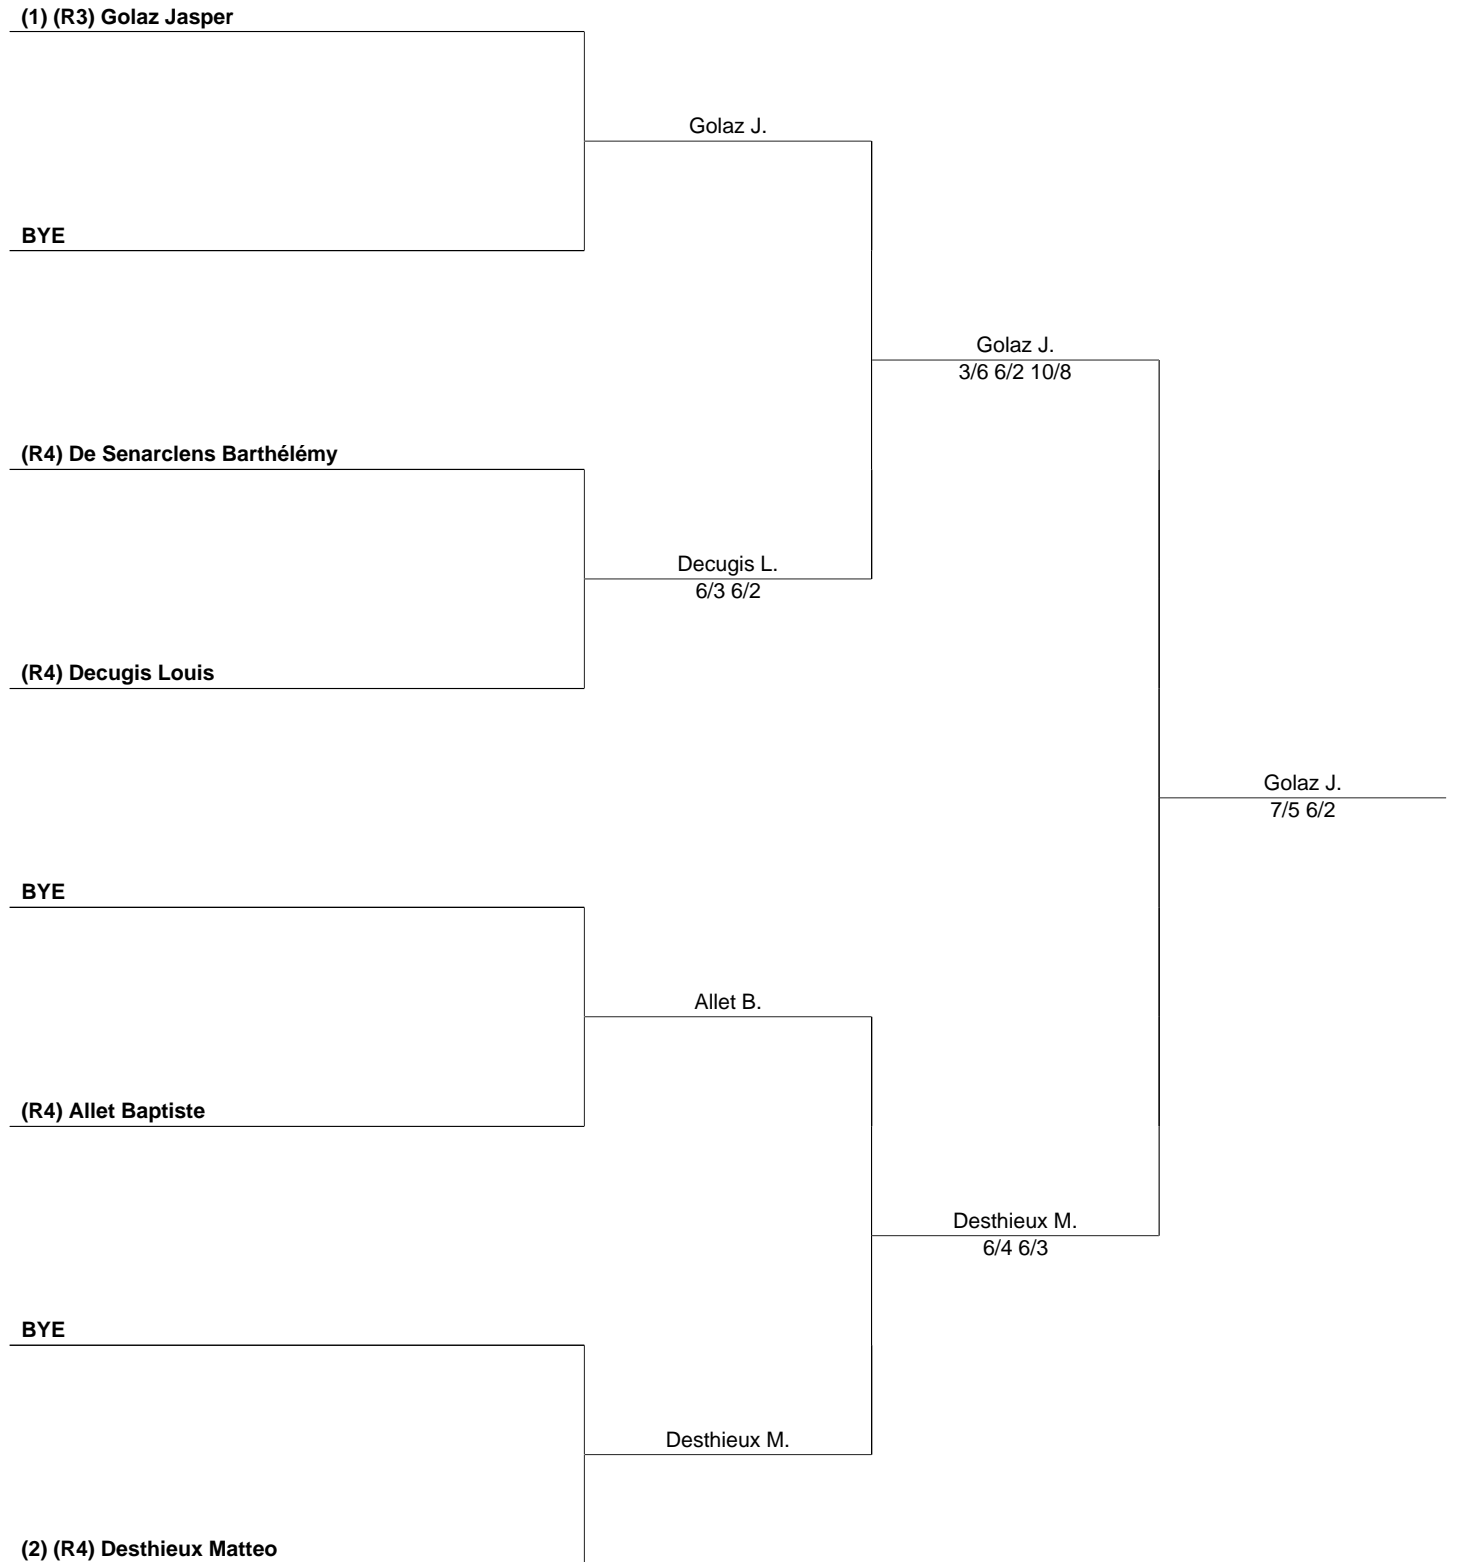 (1) (R3) Golaz Jasper
Golaz J.
BYE
Golaz J.
3/6 6/2 10/8
(R4) De Senarclens Barthélémy
Decugis L.
6/3 6/2
(R4) Decugis Louis
Golaz J.
7/5 6/2
BYE
Allet B.
(R4) Allet Baptiste
Desthieux M.
6/4 6/3
BYE
Desthieux M.
(2) (R4) Desthieux Matteo